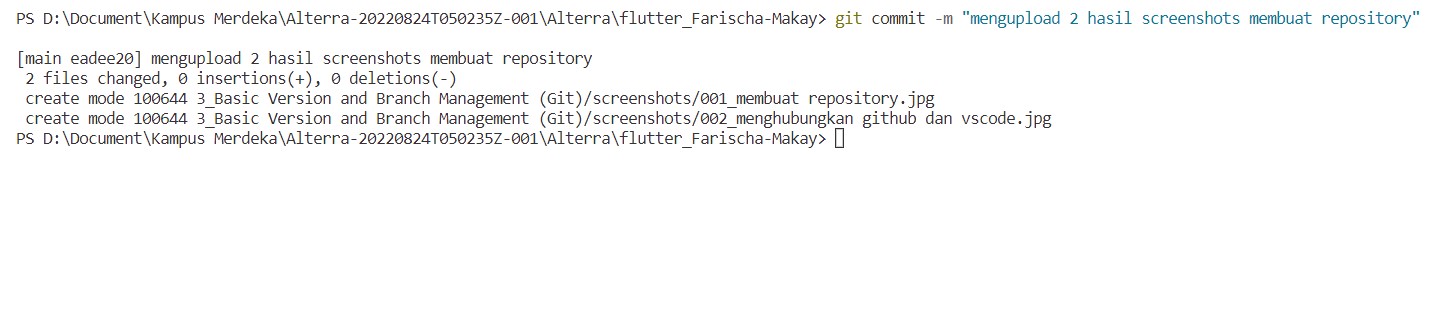 PS D:\Document\Kampus Merdeka\Alterra-20220824T050235Z-001\Alterra\flutter_Farischa-Makay> git commit -m "mengupload 2 hasil screenshots membuat repository"
[main eadee20] mengupload 2 hasil screenshots membuat repository
 2 files changed, 0 insertions(+), 0 deletions(-)
 create mode 100644 3_Basic Version and Branch Management (Git)/screenshots/001_membuat repository.jpg
 create mode 100644 3_Basic Version and Branch Management (Git)/screenshots/002_menghubungkan github dan vscode.jpg
PS D:\Document\Kampus Merdeka\Alterra-20220824T050235Z-001\Alterra\flutter_Farischa-Makay>